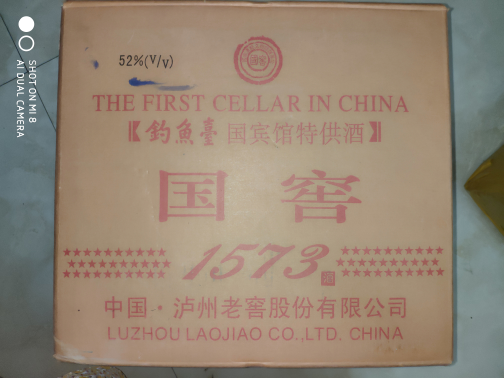 52%(V/v)
THE FIRST CELLAR IN CHINA
【釣魚臺 国宾馆特供酒】
国窖
1573
中国·泸州老窖股份有限公司
LUZHOU LAOJIAO CO.,LTD. CHINA
SHOT ON MI 8
AI DUAL CAMERA